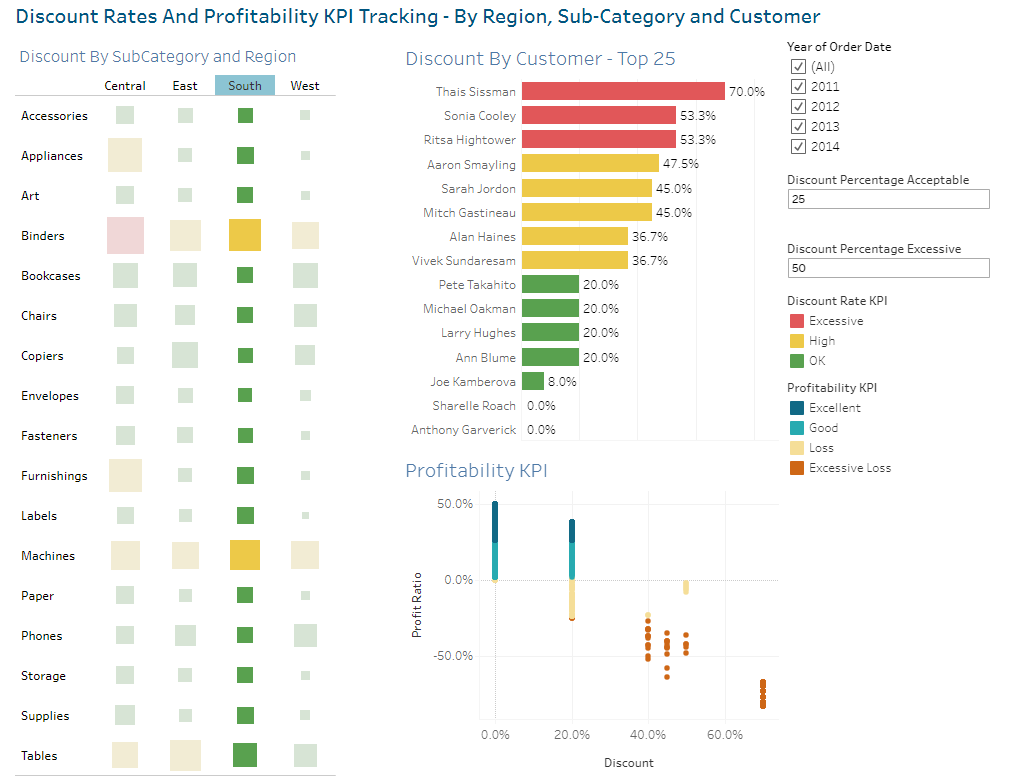 Discount Rates And Profitability KPI Tracking - By Region, Sub-Category and Customer
Discount By SubCategory and Region
Central East South West
Accessories
Appliances
Art
Binders
Bookcases
Chairs
Copiers
Envelopes
Fasteners
Furnishings
Labels
Machines
Paper
Phones
Storage
Supplies
Tables
Discount By Customer - Top 25
Thais Sissman 70.0%
Sonia Cooley 53.3%
Ritsa Hightower 53.3%
Aaron Smayling 47.5%
Sarah Jordon 45.0%
Mitch Gastineau 45.0%
Alan Haines 36.7%
Vivek Sundaresam 36.7%
Pete Takahito 20.0%
Michael Oakman 20.0%
Larry Hughes 20.0%
Ann Blume 20.0%
Joe Kamberova 8.0%
Sharelle Roach 0.0%
Anthony Garverick 0.0%
Profitability KPI
Profit Ratio
50.0%
0.0%
-50.0%
0.0% 20.0% 40.0% 60.0%
Discount
Year of Order Date
(All)
2011
2012
2013
2014
Discount Percentage Acceptable
25
Discount Percentage Excessive
50
Discount Rate KPI
Excessive
High
OK
Profitability KPI
Excellent
Good
Loss
Excessive Loss